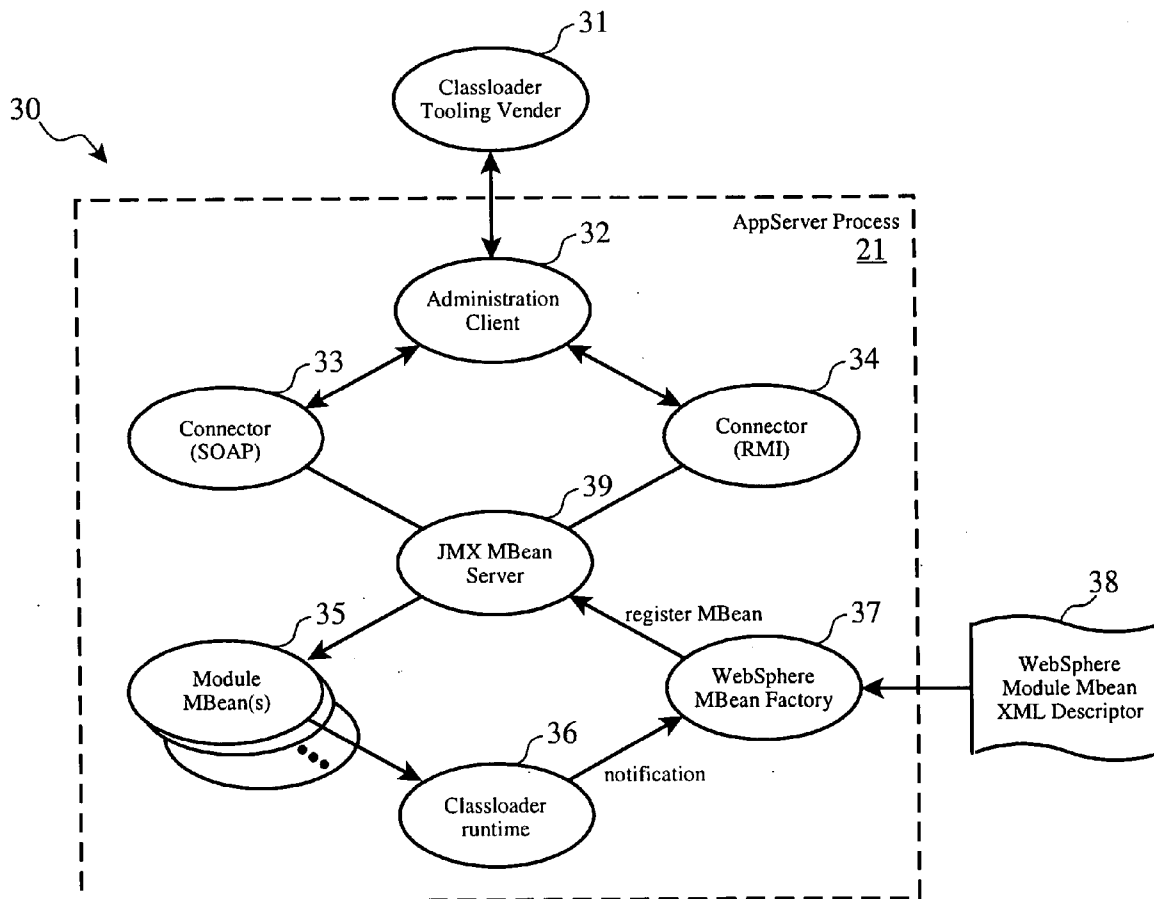 31
Classloader
Tooling Vender
30
AppServer Process
21
32
Administration
Client
33
Connector
(SOAP)
34
Connector
(RMI)
39
JMX MBean
Server
35
Module
MBean(s)
register MBean
37
WebSphere
MBean Factory
38
WebSphere
Module Mbean
XML Descriptor
36
Classloader
runtime
notification